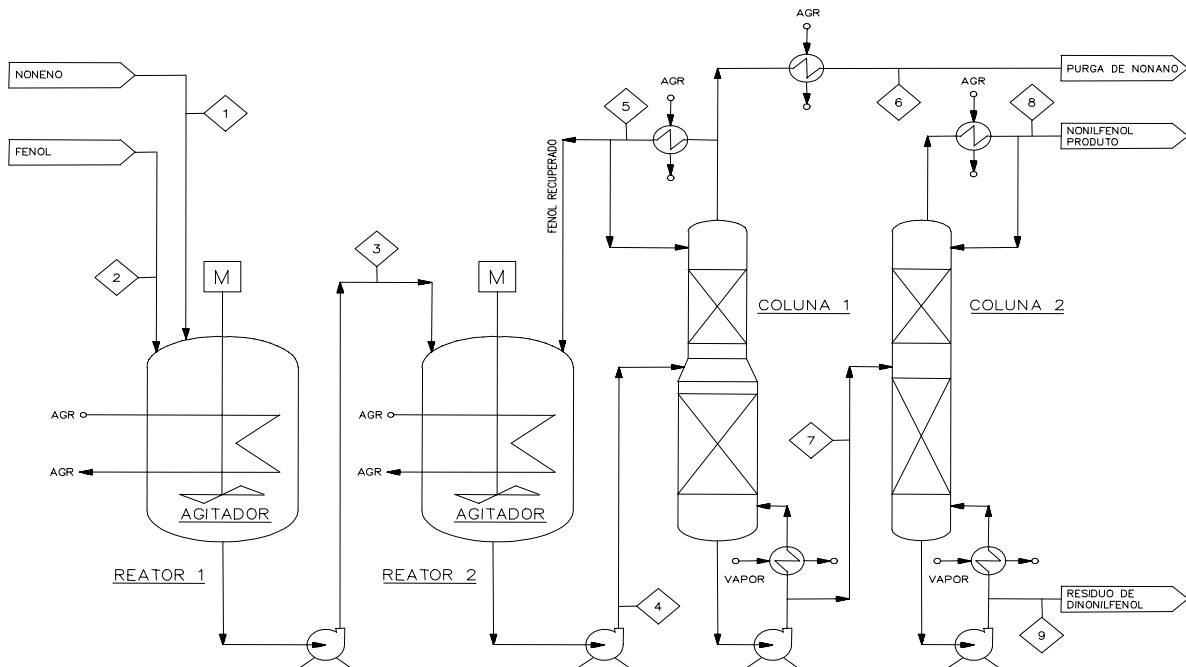 AGR
NONENO
PURGA DE NONANO
1
5
AGR
6
AGR
8
FENOL
NONILFENOL
PRODUTO
FENOL RECUPERADO
2
M
3
M
COLUNA 1
COLUNA 2
AGR
AGR
AGR
AGR
7
AGITADOR
AGITADOR
REATOR 1
REATOR 2
VAPOR
VAPOR
4
RESIDUO DE
DINONILFENOL
9